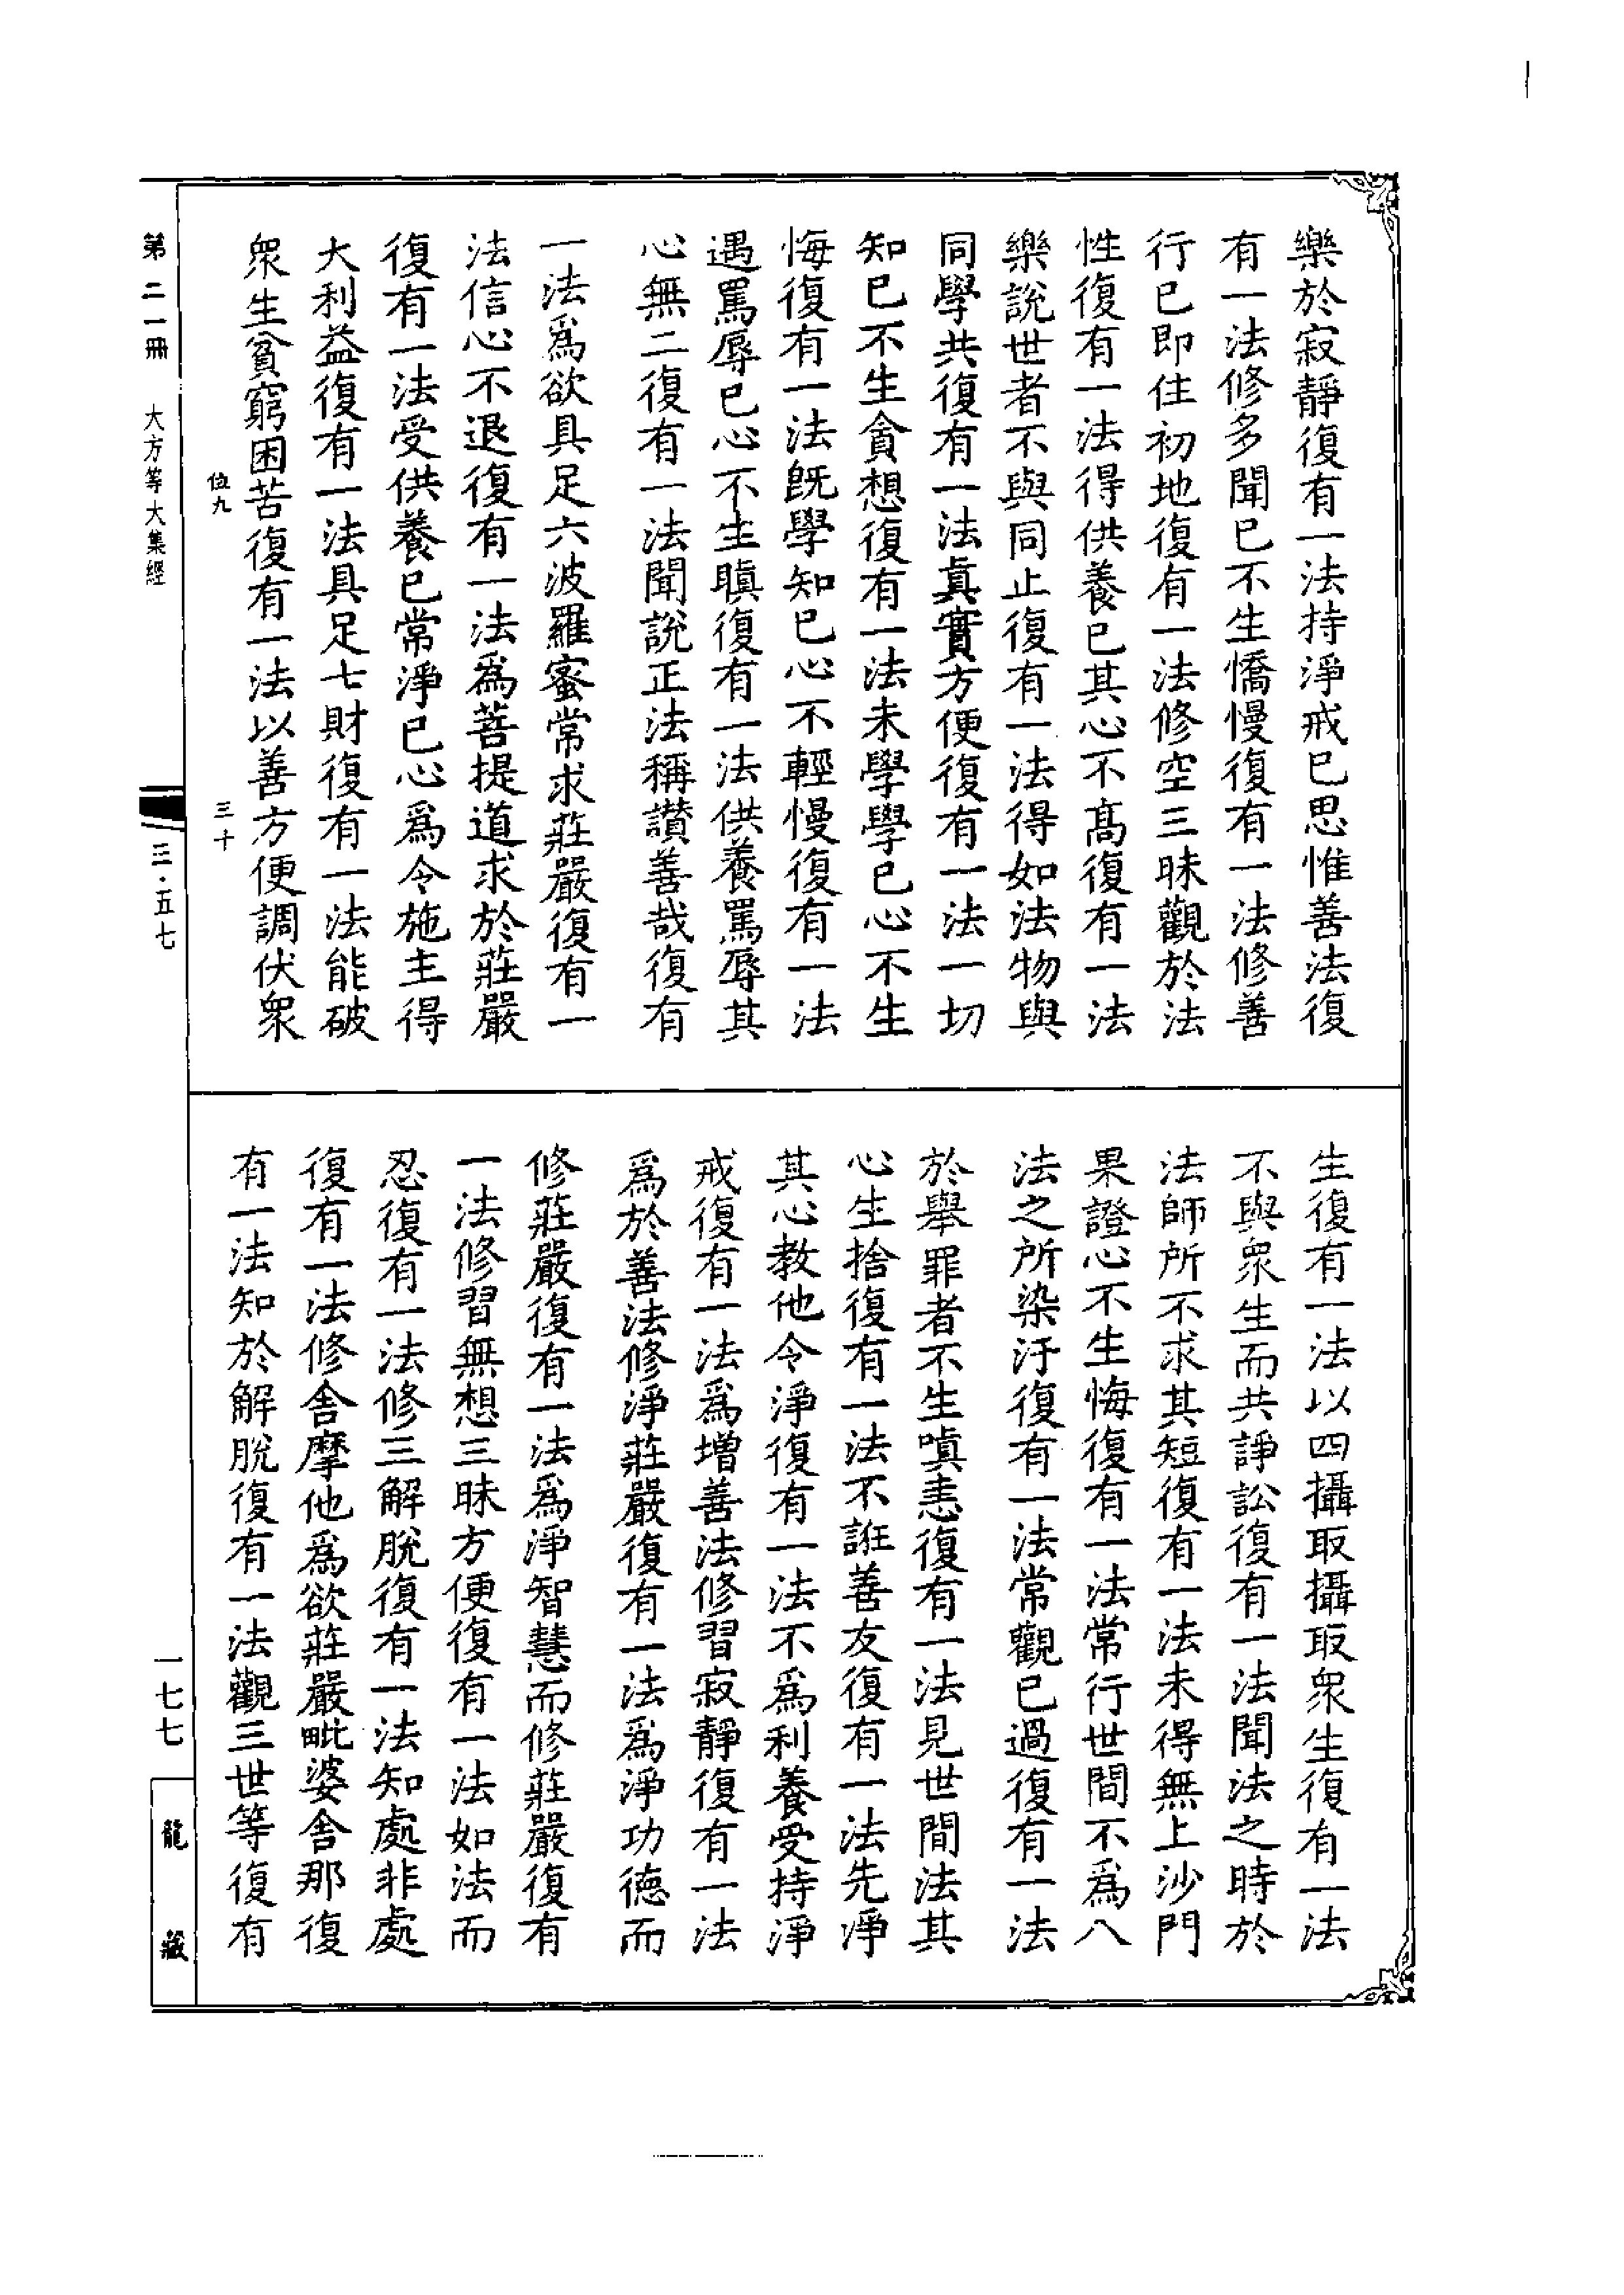 樂於寂靜復有一法持淨戒已思惟善法復
有一法修多聞已不生憍慢復有一法修善
行已即住初地復有一法修空三昧觀於法
性復有一法得供養已其心不高復有一法
樂說世者不與同止復有一法得如法物與
同學共復有一法真實方便復有一法一切
知已不生貪想復有一法未學學已心不生
悔復有一法既學知已心不輕慢復有一法
遇罵辱已心不生瞋復有一法供養罵辱其
心無二復有一法聞說正法稱讚善哉復有
一法爲欲具足六波羅蜜常求莊嚴復有一
法信心不退復有一法爲菩提道求於莊嚴
復有一法受供養已常淨已心爲令施主得
大利益復有一法具足七財復有一法能破
衆生貧窮困苦復有一法以善方便調伏衆
生復有一法以四攝取攝取衆生復有一法
不與衆生而共諍訟復有一法聞法之時於
法師所不求其短復有一法未得無上沙門
果證心不生悔復有一法常行世間不爲八
法之所染汙復有一法常觀已過復有一法
於舉罪者不生嗔恚復有一法見世間法其
心生捨復有一法不誑善友復有一法先淨
其心教他令淨復有一法不爲利養受持淨
戒復有一法爲增善法修習寂靜復有一法
爲於善法修淨莊嚴復有一法爲淨功德而
修莊嚴復有一法爲淨智慧而修莊嚴復有
一法修習無想三昧方便復有一法如法而
忍復有一法修三解脫復有一法知處非處
復有一法修舍摩他爲欲莊嚴毗婆舍那復
有一法知於解脫復有一法觀三世等復有
第二一冊 大方等大集經
位九
三十
三·五七
一七七
龍藏